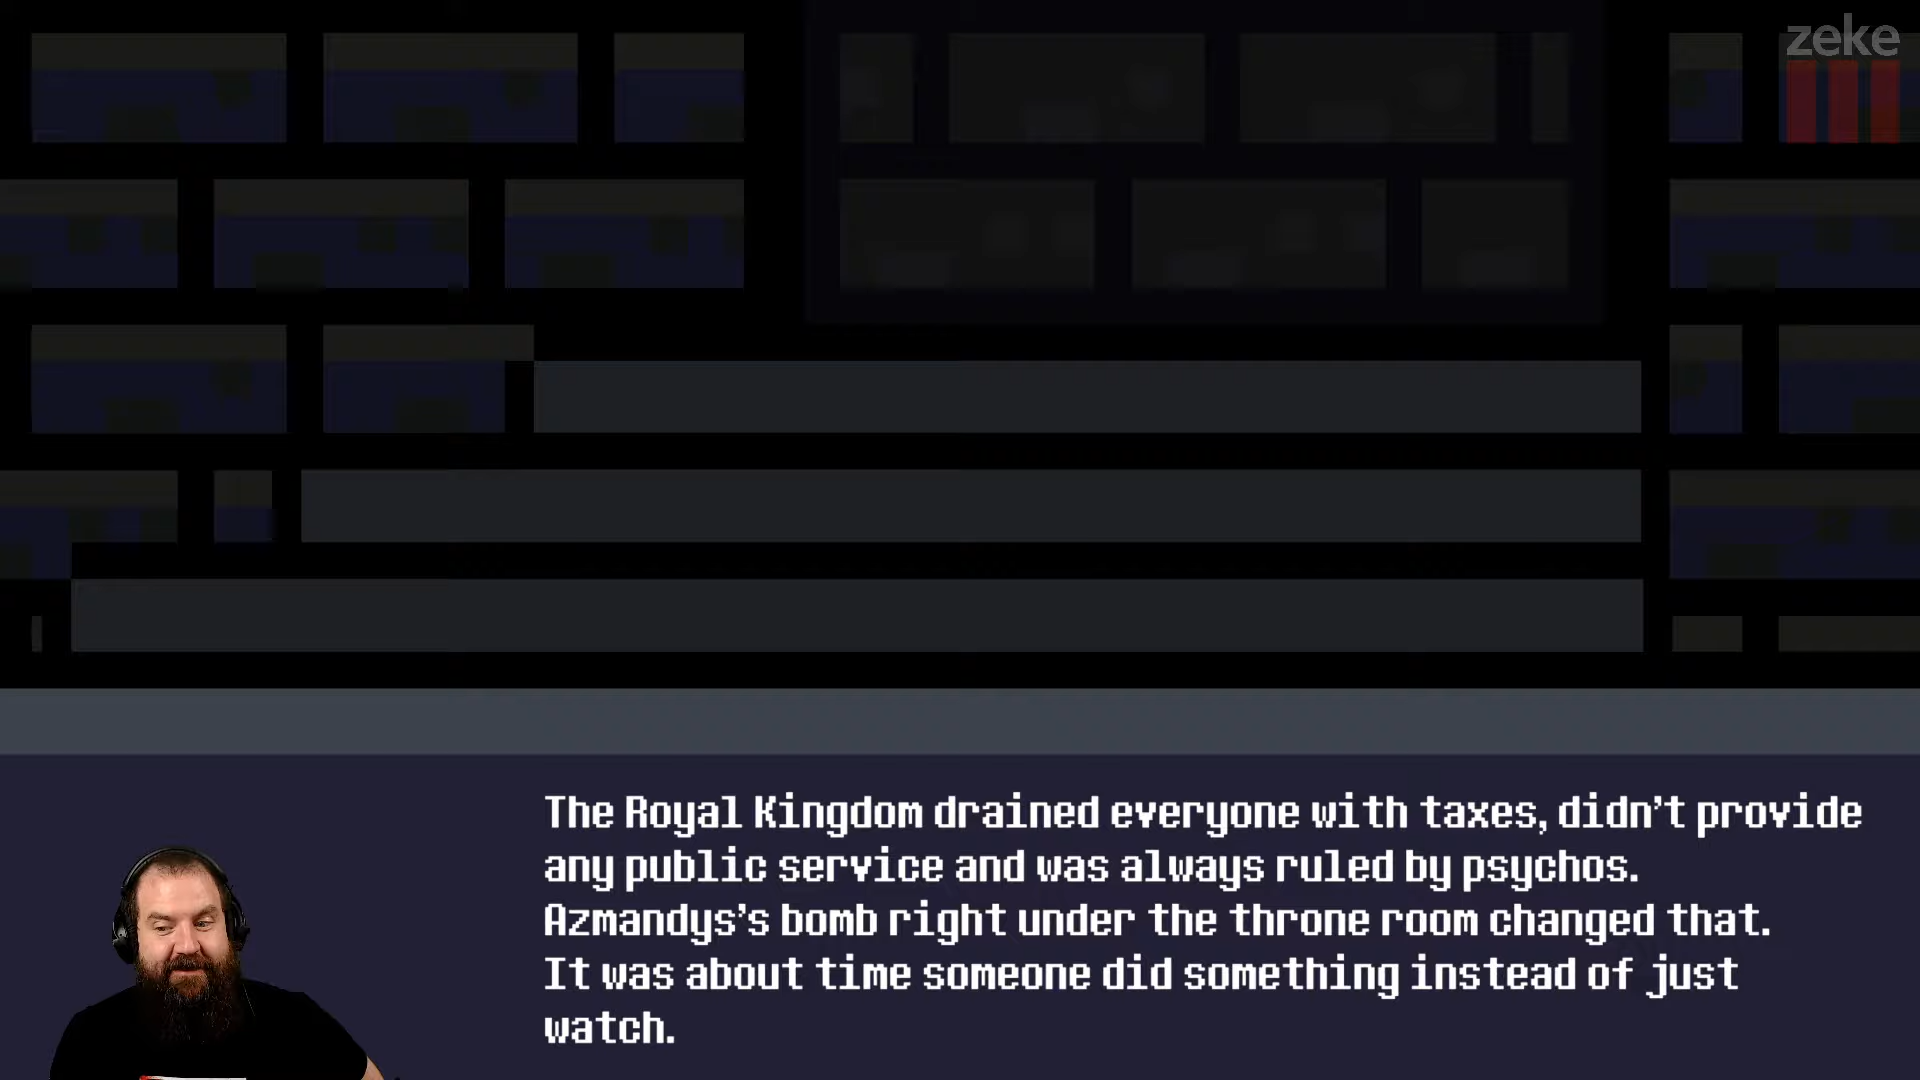 zeke
The Royal Kingdom drained everyone with taxes, didn't provide
any public service and was always ruled by psychos.
Azmandys's bomb right under the throne room changed that.
It was about time someone did something instead of just
watch.